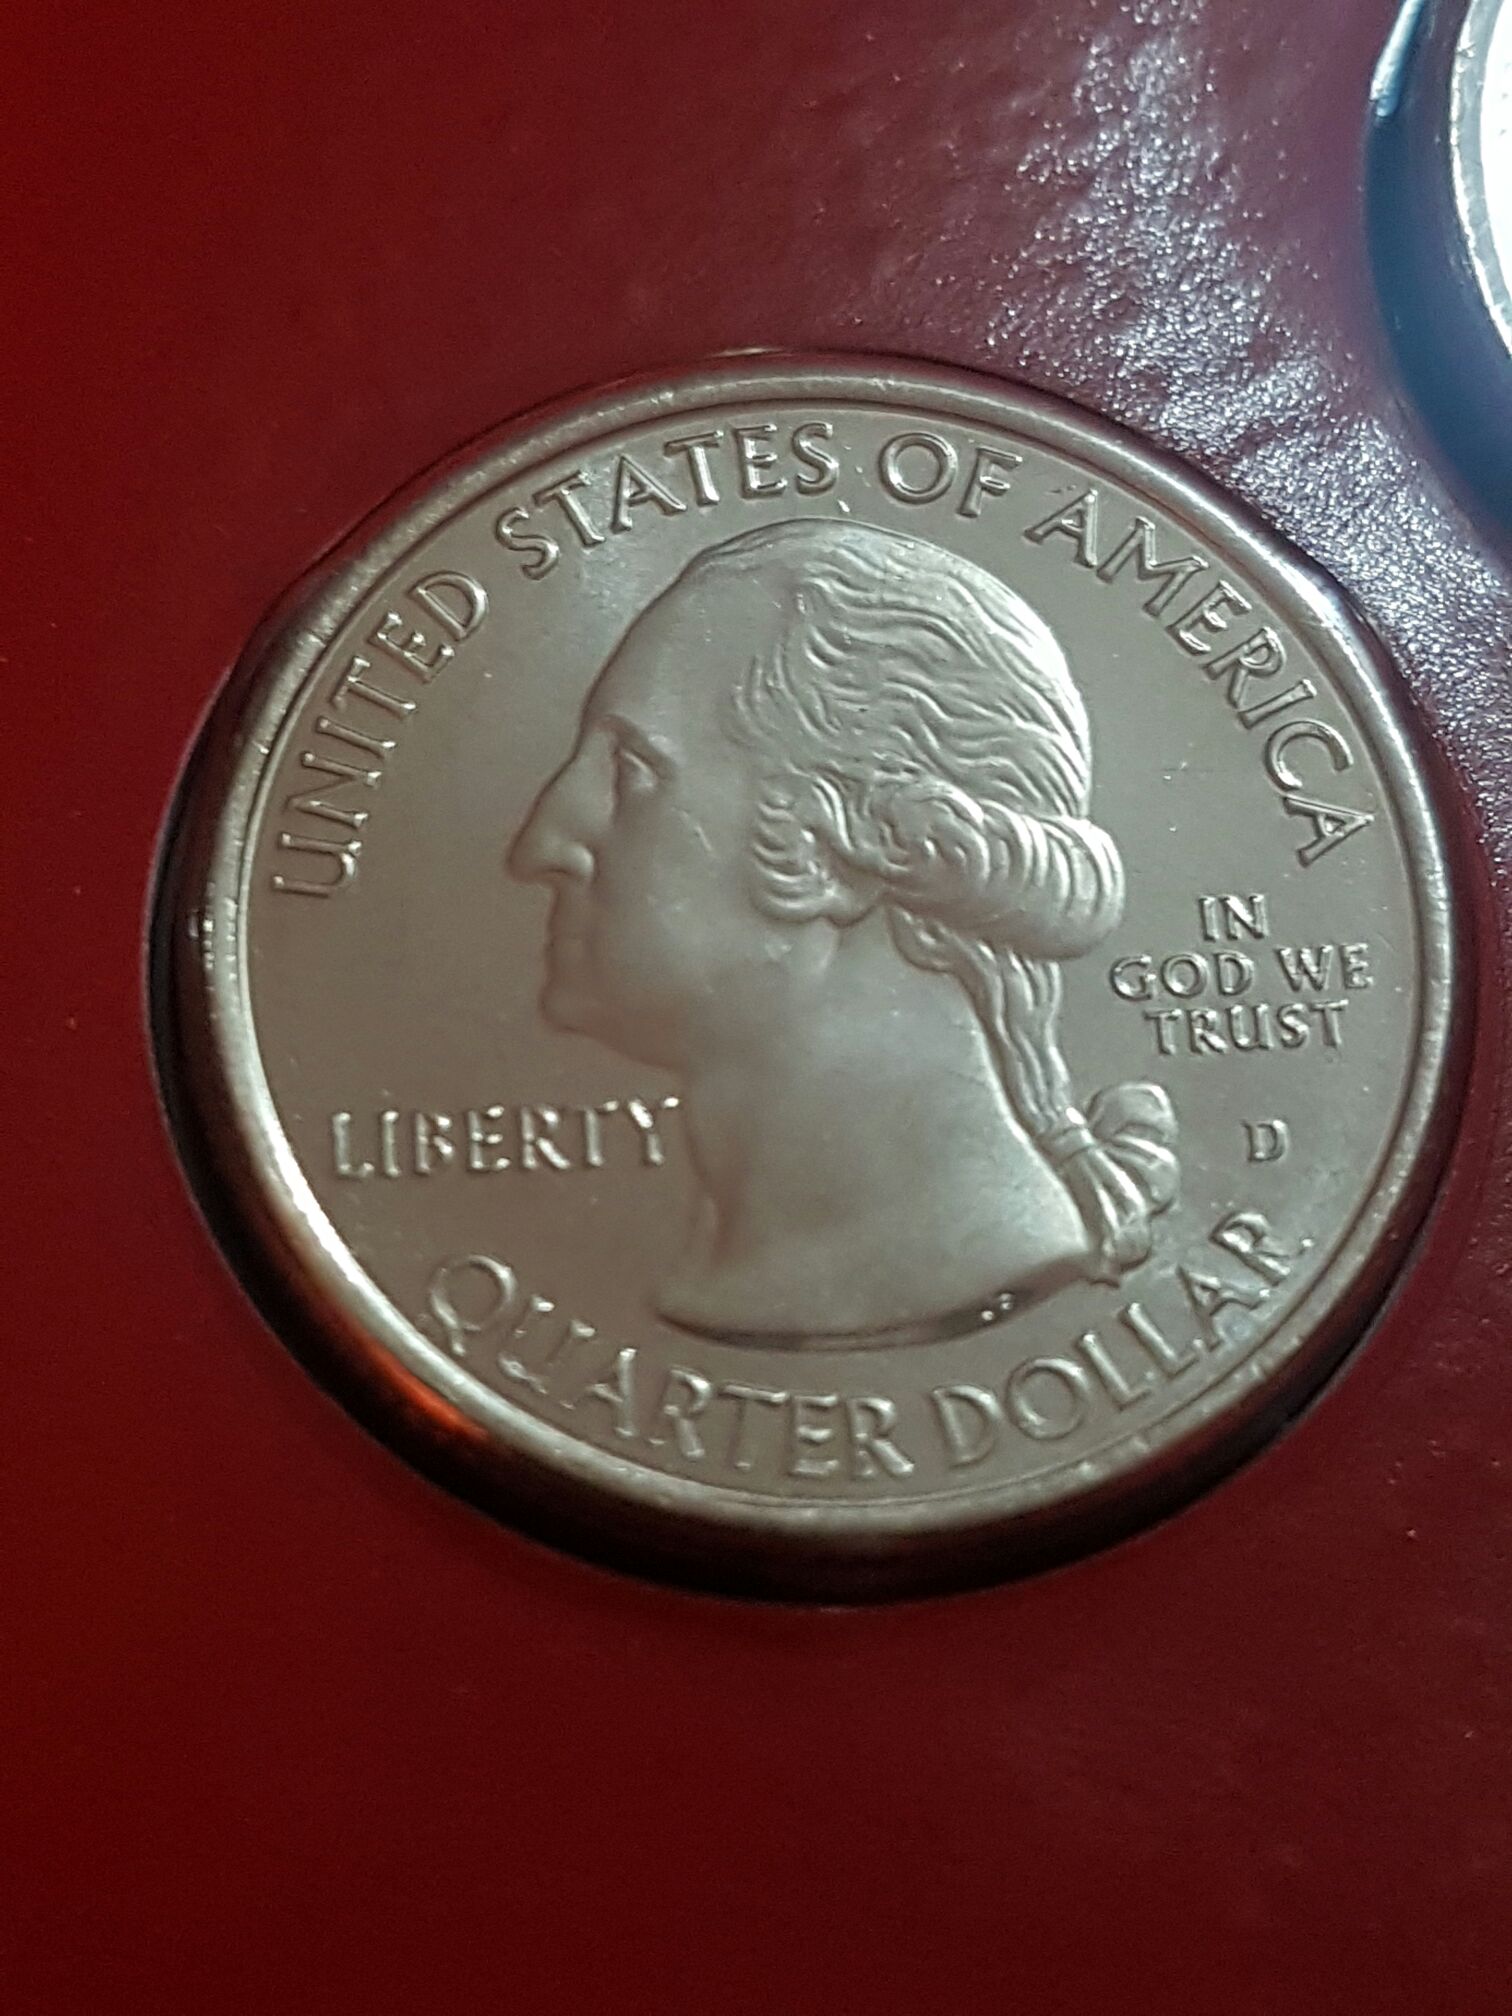 UNITED STATES OF AMERICA
LIBERTY
IN
GOD WE
TRUST
D
QUARTER DOLLAR